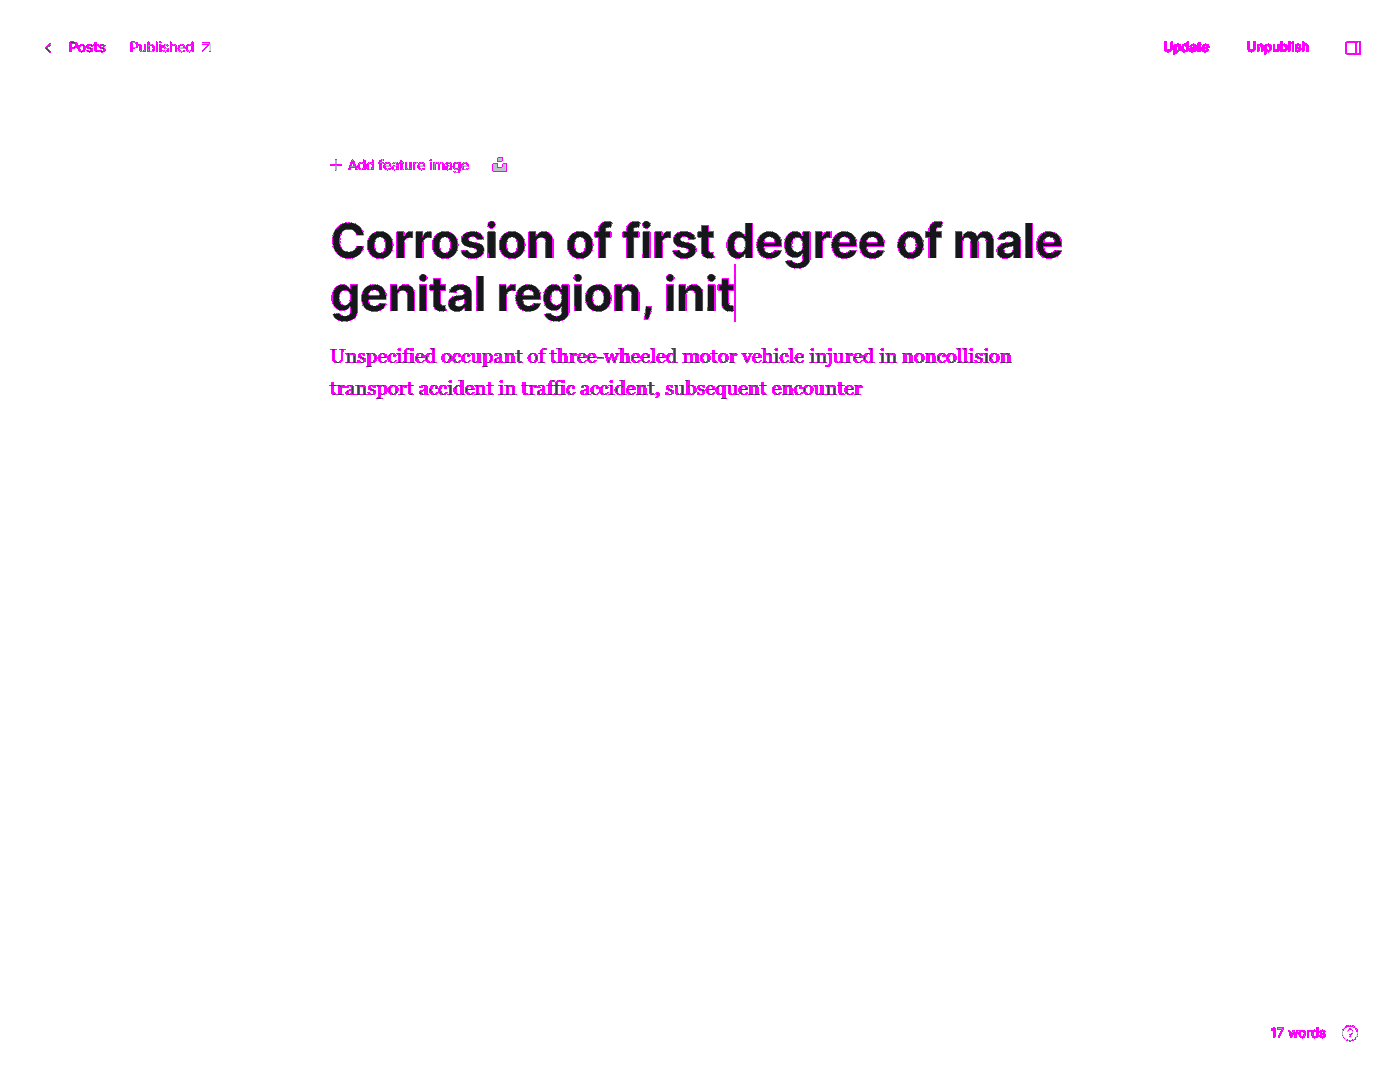 Posts Published
Update Unpublish
Add feature image
Corrosion of first degree of male
genital region, init
Unspecified occupant of three-wheeled motor vehicle injured in noncollision
transport accident in traffic accident, subsequent encounter
17 words